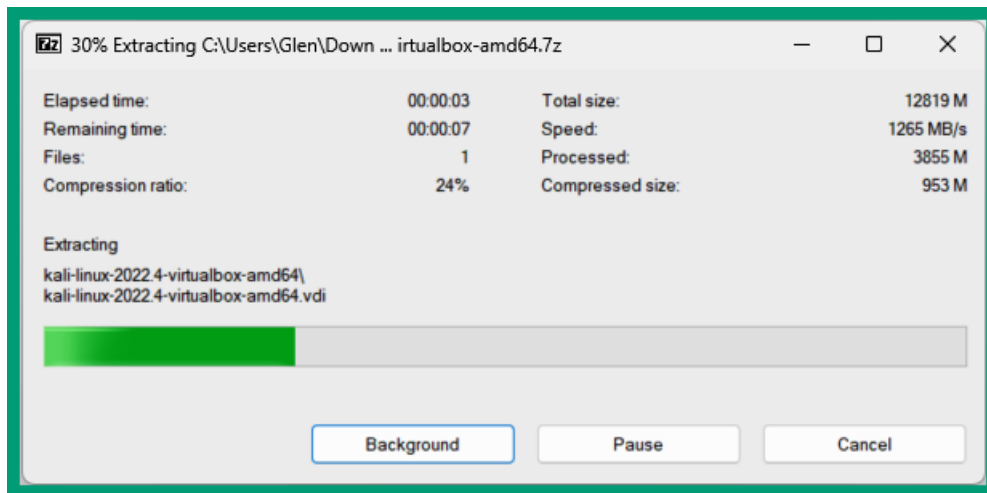 7z 30% Extracting C:\Users\Glen\Down ... irtualbox-amd64.7z
Elapsed time: 00:00:03 Total size: 12819 M
Remaining time: 00:00:07 Speed: 1265 MB/s
Files: 1 Processed: 3855 M
Compression ratio: 24% Compressed size: 953 M
Extracting
kali-linux-2022.4-virtualbox-amd64\
kali-linux-2022.4-virtualbox-amd64.vdi
Background Pause Cancel